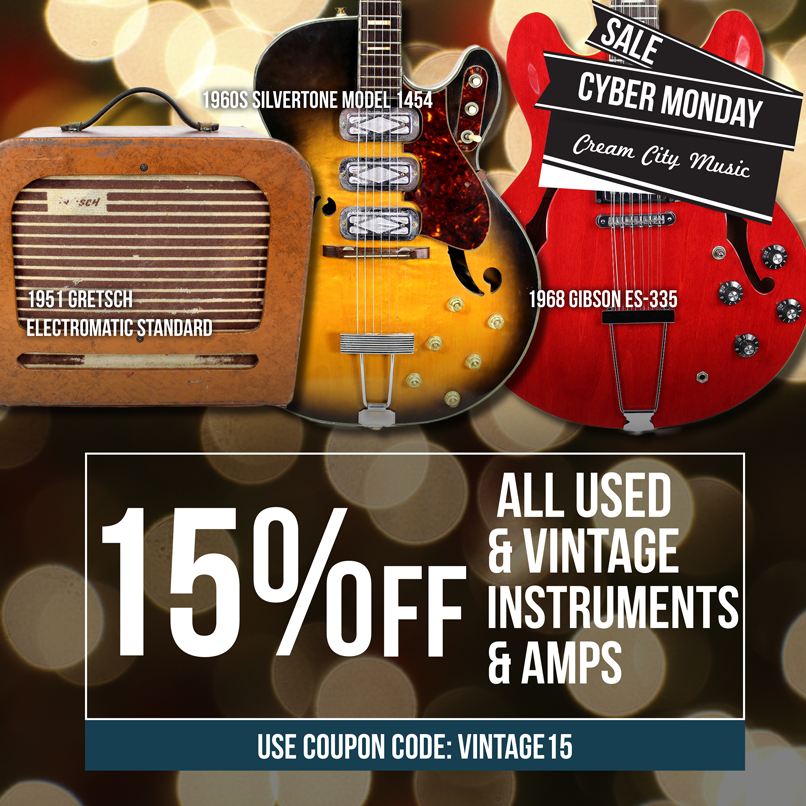 SALE
CYBER MONDAY
Cream City Music
1960S SILVERTONE MODEL 1454
1951 GRETSCH
ELECTROMATIC STANDARD
1968 GIBSON ES-335
15%OFF
ALL USED
& VINTAGE
INSTRUMENTS
& AMPS
USE COUPON CODE: VINTAGE15